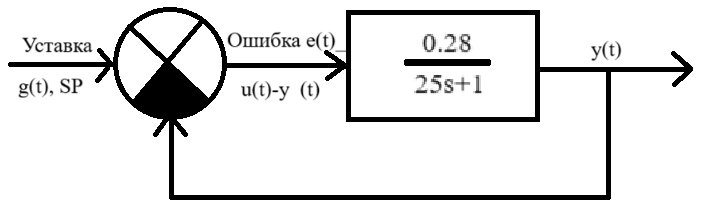 Уставка
g(t), SP
Ошибка e(t)_
u(t)-y (t)
0.28
25s+1
y(t)